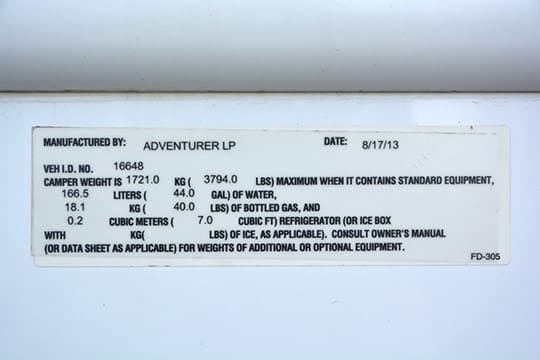 MANUFACTURED BY: ADVENTURER LP DATE: 8/17/13
VEH I.D. NO. 16648
CAMPER WEIGHT IS 1721.0 KG ( 3794.0 LBS) MAXIMUM WHEN IT CONTAINS STANDARD EQUIPMENT,
166.5 LITERS ( 44.0 GAL) OF WATER,
18.1 KG ( 40.0 LBS) OF BOTTLED GAS, AND
0.2 CUBIC METERS ( 7.0 CUBIC FT) REFRIGERATOR (OR ICE BOX
WITH KG( LBS) OF ICE, AS APPLICABLE). CONSULT OWNER'S MANUAL
(OR DATA SHEET AS APPLICABLE) FOR WEIGHTS OF ADDITIONAL OR OPTIONAL EQUIPMENT.
FD-305